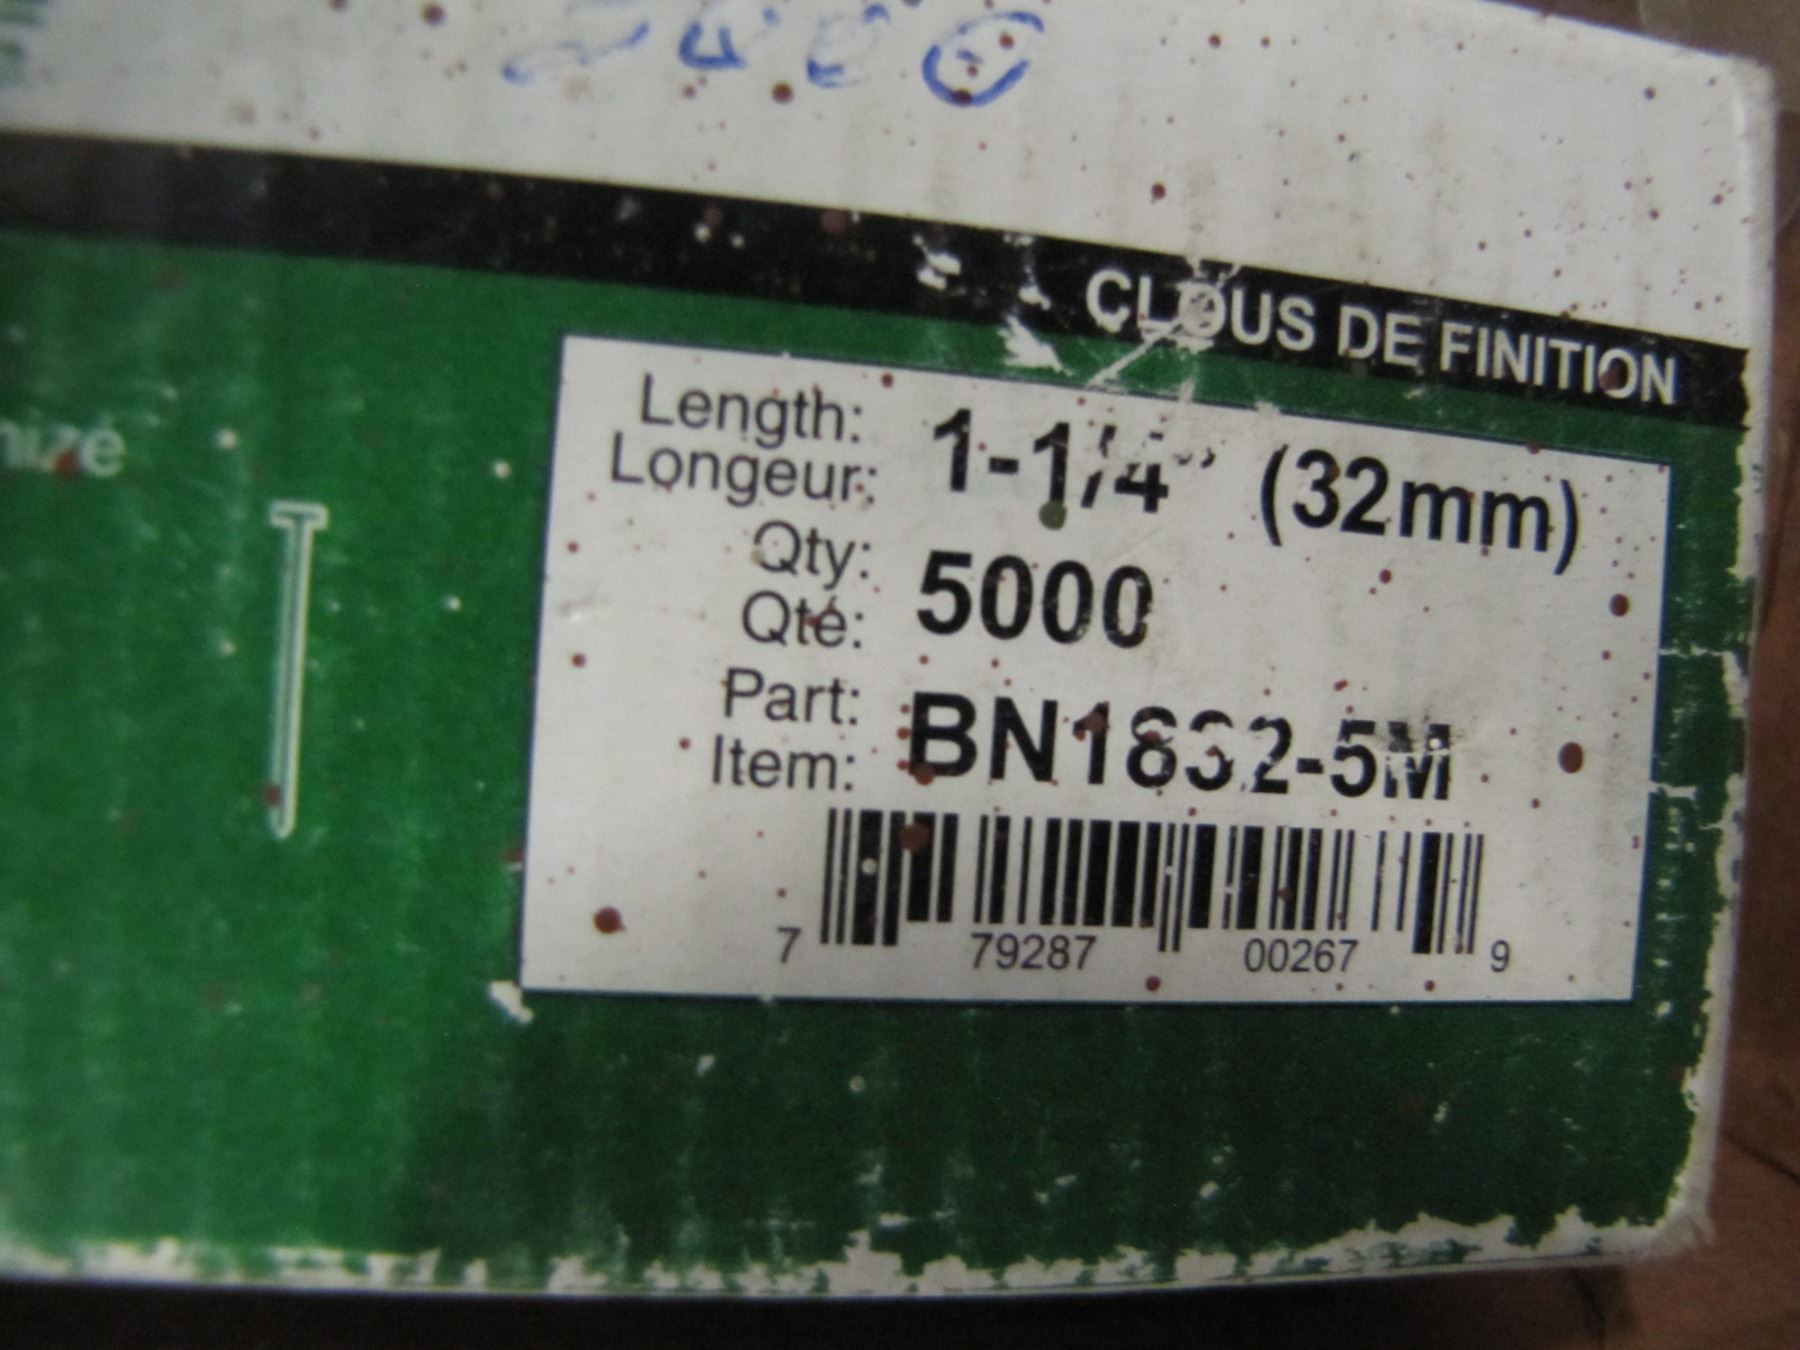 5000
CLOUS DE FINITION
Length:
Longeur:
1-1/4" (32mm)
Qty:
Qté:
5000
Part:
Item:
BN1832-5M
7 79287 00267 9